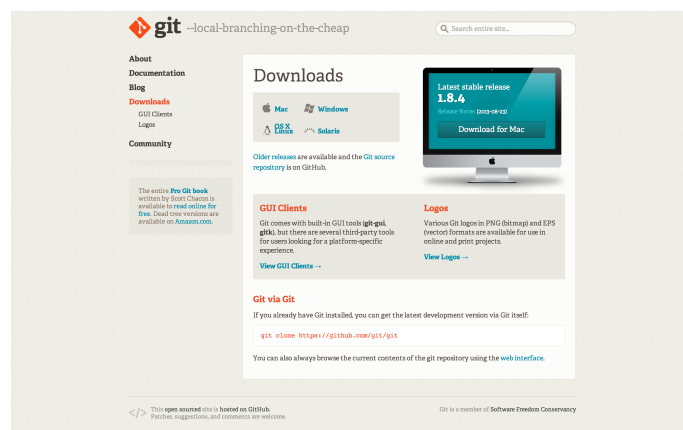 git --local-branching-on-the-cheap
Search entire site...
About
Documentation
Blog
Downloads
GUI Clients
Logos
Community
The entire Pro Git book
written by Scott Chacon is
available to read online for
free. Dead tree versions are
available on Amazon.com.
Downloads
Mac
Windows
OS X
Linux
Solaris
Older releases are available and the Git source
repository is on GitHub.
Latest stable release
1.8.4
Release Notes (2013-08-23)
Download for Mac
GUI Clients
Git comes with built-in GUI tools (git-gui,
gitk), but there are several third-party tools
for users looking for a platform-specific
experience.
View GUI Clients →
Logos
Various Git logos in PNG (bitmap) and EPS
(vector) formats are available for use in
online and print projects.
View Logos →
Git via Git
If you already have Git installed, you can get the latest development version via Git itself:
git clone https://github.com/git/git
You can also always browse the current contents of the git repository using the web interface.
</> This open sourced site is hosted on GitHub.
Patches, suggestions, and comments are welcome.
Git is a member of Software Freedom Conservancy